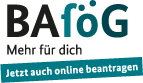 BAföG
Mehr für dich
Jetzt auch online beantragen